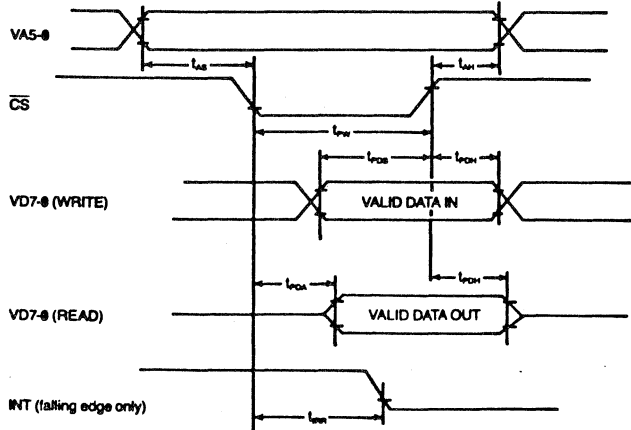 VA5-0
tAS
tAH
CS
tPW
tPDS
tPDH
VD7-0 (WRITE)
VALID DATA IN
tPDA
tPDH
VD7-0 (READ)
VALID DATA OUT
INT (falling edge only)
tIRR